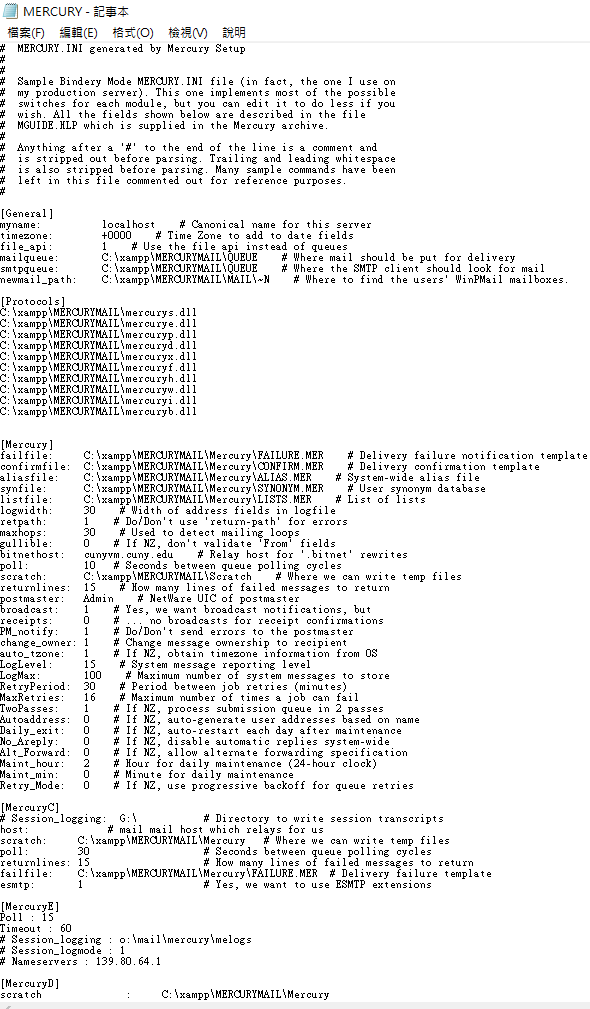 MERCURY - 記事本
檔案(F) 編輯(E) 格式(O) 檢視(V) 說明
#  MERCURY.INI generated by Mercury Setup
#
#
#  Sample Bindery Mode MERCURY.INI file (in fact, the one I use on
#  my production server). This one implements most of the possible
#  switches for each module, but you can edit it to do less if you
#  wish. All the fields shown below are described in the file
#  MGUIDE.HLP which is supplied in the Mercury archive.
#
#  Anything after a '#' to the end of the line is a comment and
#  is stripped out before parsing. Trailing and leading whitespace
#  is also stripped before parsing. Many sample commands have been
#  left in this file commented out for reference purposes.
#
[General]
myname: localhost # Canonical name for this server
timezone: +0000 # Time Zone to add to date fields
file_api: 1 # Use the file api instead of queues
mailqueue: C:\xampp\MERCURYMAIL\QUEUE # Where mail should be put for delivery
smtpqueue: C:\xampp\MERCURYMAIL\QUEUE # Where the SMTP client should look for mail
newmail_path: C:\xampp\MERCURYMAIL\MAIL\~N # Where to find the users' WinPMail mailboxes.
[Protocols]
C:\xampp\MERCURYMAIL\mercurys.dll
C:\xampp\MERCURYMAIL\mercurye.dll
C:\xampp\MERCURYMAIL\mercuryp.dll
C:\xampp\MERCURYMAIL\mercuryd.dll
C:\xampp\MERCURYMAIL\mercuryx.dll
C:\xampp\MERCURYMAIL\mercuryf.dll
C:\xampp\MERCURYMAIL\mercuryh.dll
C:\xampp\MERCURYMAIL\mercuryw.dll
C:\xampp\MERCURYMAIL\mercuryi.dll
C:\xampp\MERCURYMAIL\mercuryb.dll
[Mercury]
failfile: C:\xampp\MERCURYMAIL\Mercury\FAILURE.MER # Delivery failure notification template
confirmfile: C:\xampp\MERCURYMAIL\Mercury\CONFIRM.MER # Delivery confirmation template
aliasfile: C:\xampp\MERCURYMAIL\Mercury\ALIAS.MER # System-wide alias file
synfile: C:\xampp\MERCURYMAIL\Mercury\SYNONYM.MER # User synonym database
listfile: C:\xampp\MERCURYMAIL\Mercury\LISTS.MER # List of lists
logwidth: 30 # Width of address fields in logfile
retpath: 1 # Do/Don't use 'return-path' for errors
maxhops: 30 # Used to detect mailing loops
gullible: 0 # If NZ, don't validate 'From' fields
bitnethost: cunyvm.cuny.edu # Relay host for '.bitnet' rewrites
poll: 10 # Seconds between queue polling cycles
scratch: C:\xampp\MERCURYMAIL\Scratch # Where we can write temp files
returnlines: 15 # How many lines of failed messages to return
postmaster: Admin # NetWare UIC of postmaster
broadcast: 1 # Yes, we want broadcast notifications, but
receipts: 0 # ... no broadcasts for receipt confirmations
PM_notify: 1 # Do/Don't send errors to the postmaster
change_owner: 1 # Change message ownership to recipient
auto_tzone: 1 # If NZ, obtain timezone information from OS
LogLevel: 15 # System message reporting level
LogMax: 100 # Maximum number of system messages to store
RetryPeriod: 30 # Period between job retries (minutes)
MaxRetries: 16 # Maximum number of times a job can fail
TwoPasses: 1 # If NZ, process submission queue in 2 passes
Autoaddress: 0 # If NZ, auto-generate user addresses based on name
Daily_exit: 0 # If NZ, auto-restart each day after maintenance
No_Areply: 0 # If NZ, disable automatic replies system-wide
Alt_Forward: 0 # If NZ, allow alternate forwarding specification
Maint_hour: 2 # Hour for daily maintenance (24-hour clock)
Maint_min: 0 # Minute for daily maintenance
Retry_Mode: 0 # If NZ, use progressive backoff for queue retries
[MercuryC]
# Session_logging: G:\ # Directory to write session transcripts
host: # mail mail host which relays for us
scratch: C:\xampp\MERCURYMAIL\Mercury # Where we can write temp files
poll: 30 # Seconds between queue polling cycles
returnlines: 15 # How many lines of failed messages to return
failfile: C:\xampp\MERCURYMAIL\Mercury\FAILURE.MER # Delivery failure template
esmtp: 1 # Yes, we want to use ESMTP extensions
[MercuryE]
Poll : 15
Timeout : 60
# Session_logging : o:\mail\mercury\melogs
# Session_logmode : 1
# Nameservers : 139.80.64.1
[MercuryD]
scratch : C:\xampp\MERCURYMAIL\Mercury